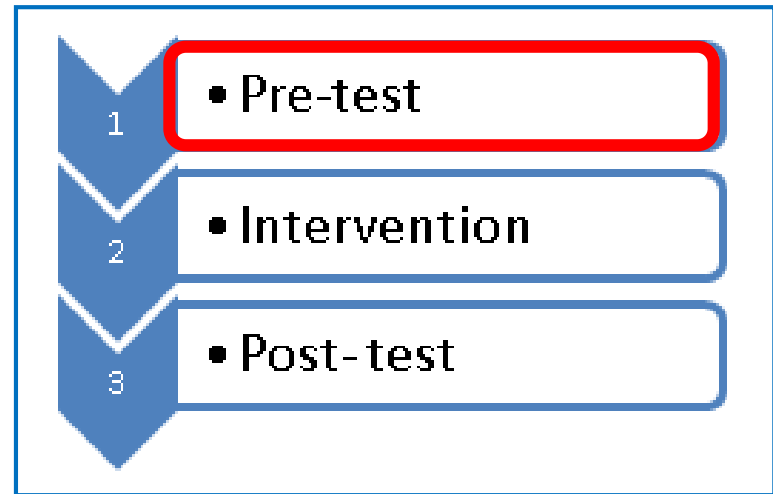 1
• Pre-test
2
• Intervention
3
• Post-test